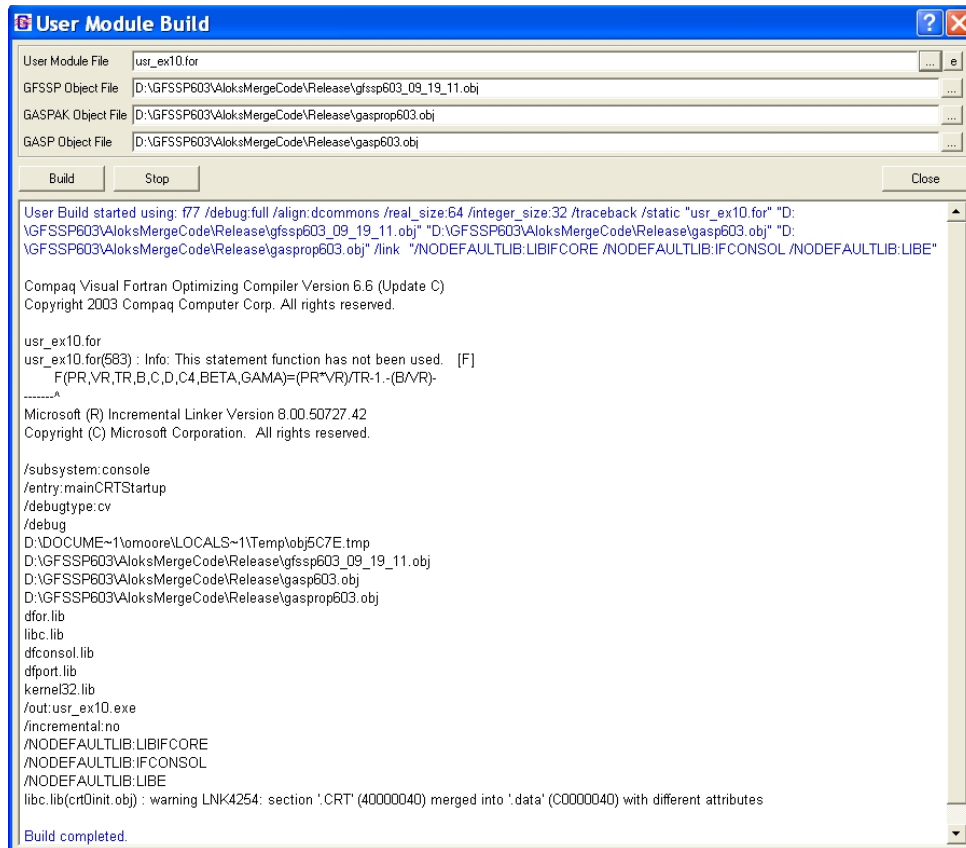 User Module Build
User Module File usr_ex10.for ... e
GFSSP Object File D:\GFSSP603\AloksMergeCode\Release\gfssp603_09_19_11.obj ...
GASPAK Object File D:\GFSSP603\AloksMergeCode\Release\gasprop603.obj ...
GASP Object File D:\GFSSP603\AloksMergeCode\Release\gasp603.obj ...
Build Stop Close
User Build started using: f77 /debug:full /align:dcommons /real_size:64 /integer_size:32 /traceback /static "usr_ex10.for" "D:
\GFSSP603\AloksMergeCode\Release\gfssp603_09_19_11.obj" "D:\GFSSP603\AloksMergeCode\Release\gasp603.obj" "D:
\GFSSP603\AloksMergeCode\Release\gasprop603.obj" /link "/NODEFAULTLIB:LIBIFCORE /NODEFAULTLIB:IFCONSOL /NODEFAULTLIB:LIBE"
Compaq Visual Fortran Optimizing Compiler Version 6.6 (Update C)
Copyright 2003 Compaq Computer Corp. All rights reserved.
usr_ex10.for
usr_ex10.for(583) : Info: This statement function has not been used. [F]
F(PR,VR,TR,B,C,D,C4,BETA,GAMA)=(PR*VR)/TR-1.-(B/VR)-
-------^
Microsoft (R) Incremental Linker Version 8.00.50727.42
Copyright (C) Microsoft Corporation. All rights reserved.
/subsystem:console
/entry:mainCRTStartup
/debugtype:cv
/debug
D:\DOCUME~1\omoore\LOCALS~1\Temp\obj5C7E.tmp
D:\GFSSP603\AloksMergeCode\Release\gfssp603_09_19_11.obj
D:\GFSSP603\AloksMergeCode\Release\gasp603.obj
D:\GFSSP603\AloksMergeCode\Release\gasprop603.obj
dfor.lib
libc.lib
dfconsol.lib
dfport.lib
kernel32.lib
/out:usr_ex10.exe
/incremental:no
/NODEFAULTLIB:LIBIFCORE
/NODEFAULTLIB:IFCONSOL
/NODEFAULTLIB:LIBE
libc.lib(crt0init.obj) : warning LNK4254: section '.CRT' (40000040) merged into '.data' (C0000040) with different attributes
Build completed.